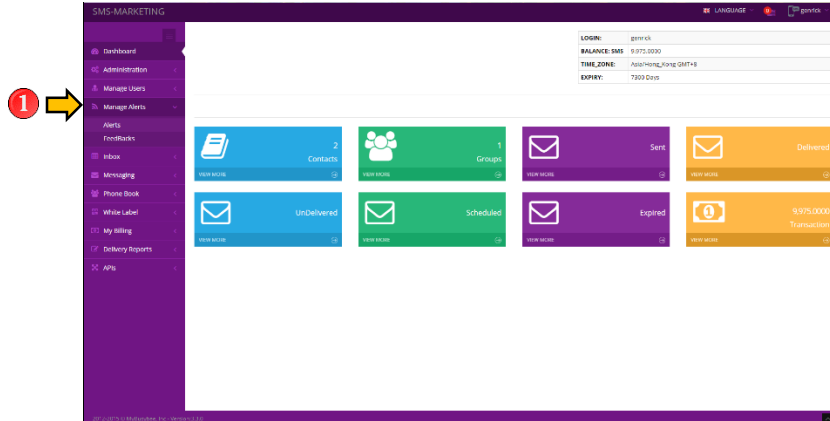 SMS-MARKETING
LANGUAGE
genrick
LOGIN: genrick
BALANCE: SMS 9,975.0000
TIME_ZONE: Asia/Hong_Kong GMT+8
EXPIRY: 7300 Days
1
Dashboard
Administration
Manage Users
Manage Alerts
Alerts
FeedBacks
Inbox
Messaging
Phone Book
White Label
My Billing
Delivery Reports
APIs
2
Contacts
VIEW MORE
1
Groups
VIEW MORE
Sent
VIEW MORE
Delivered
VIEW MORE
UnDelivered
VIEW MORE
Scheduled
VIEW MORE
Expired
VIEW MORE
9,975.0000
Transaction
VIEW MORE